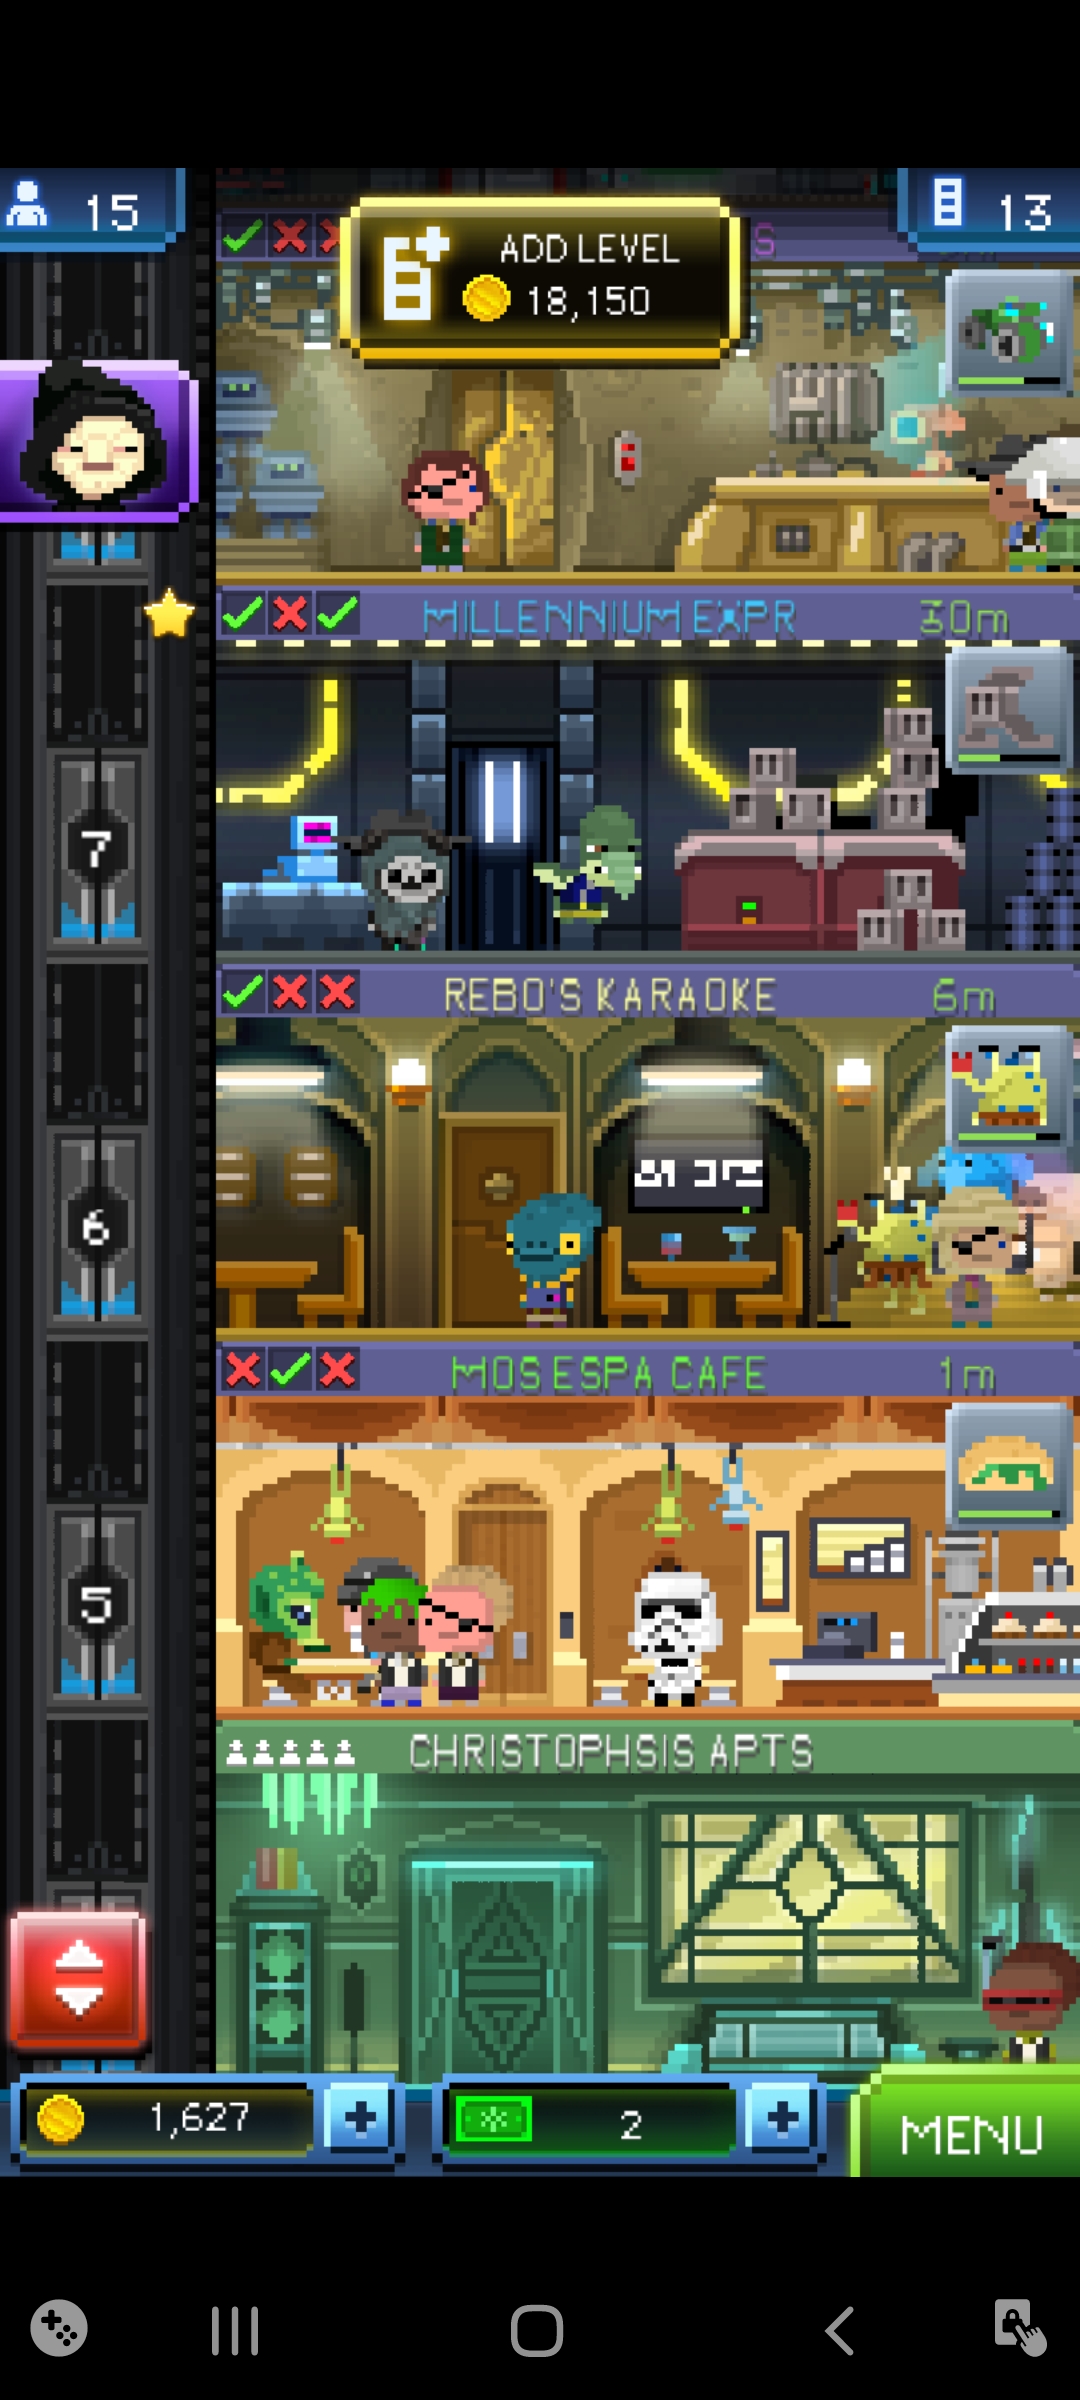 15
13
ADD LEVEL
18,150
S
MILLENNIUM EXPR 30m
7
REBO'S KARAOKE 6m
6
MOS ESPA CAFE 1m
5
CHRISTOPHSIS APTS
1,627
2
MENU